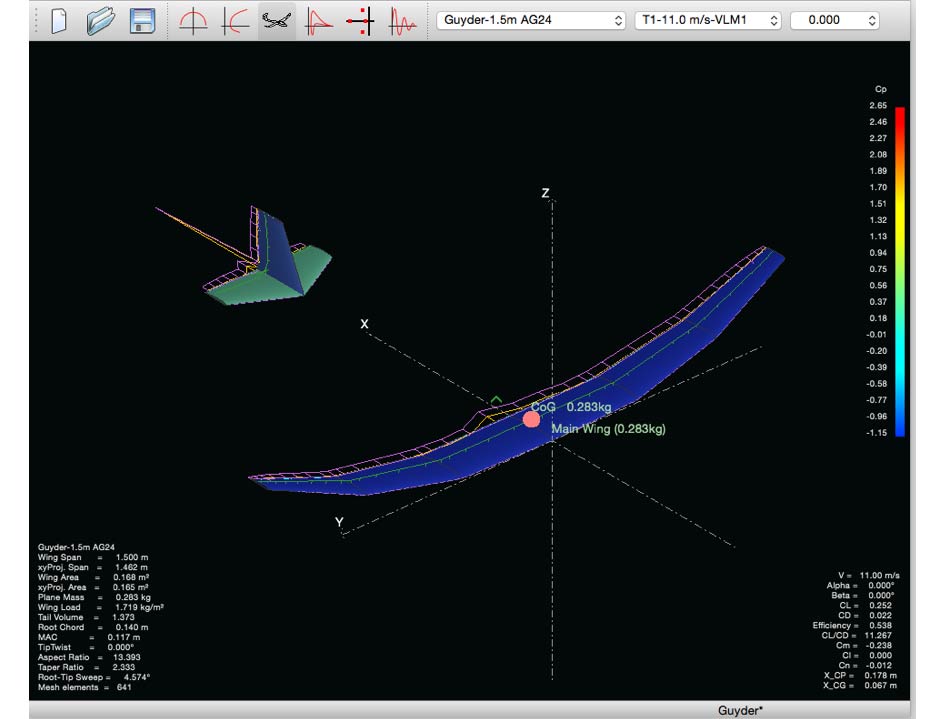 Guyder-1.5m AG24 T1-11.0 m/s-VLM1 0.000
Cp
2.65
2.46
2.27
2.08
1.89
1.70
1.51
1.32
1.13
0.94
0.75
0.56
0.37
0.18
-0.01
-0.20
-0.39
-0.58
-0.77
-0.96
-1.15
Z
X
CoG 0.283kg
Main Wing (0.283kg)
Y
Guyder-1.5m AG24
Wing Span = 1.500 m
xyProj. Span = 1.462 m
Wing Area = 0.168 m²
xyProj. Area = 0.165 m²
Plane Mass = 0.283 kg
Wing Load = 1.719 kg/m²
Tail Volume = 1.373
Root Chord = 0.140 m
MAC = 0.117 m
TipTwist = 0.000°
Aspect Ratio = 13.393
Taper Ratio = 2.333
Root-Tip Sweep = 4.574°
Mesh elements = 641
V = 11.00 m/s
Alpha = 0.000°
Beta = 0.000°
CL = 0.252
CD = 0.022
Efficiency = 0.538
CL/CD = 11.267
Cm = -0.238
Cl = 0.000
Cn = -0.012
X_CP = 0.178 m
X_CG = 0.067 m
Guyder*